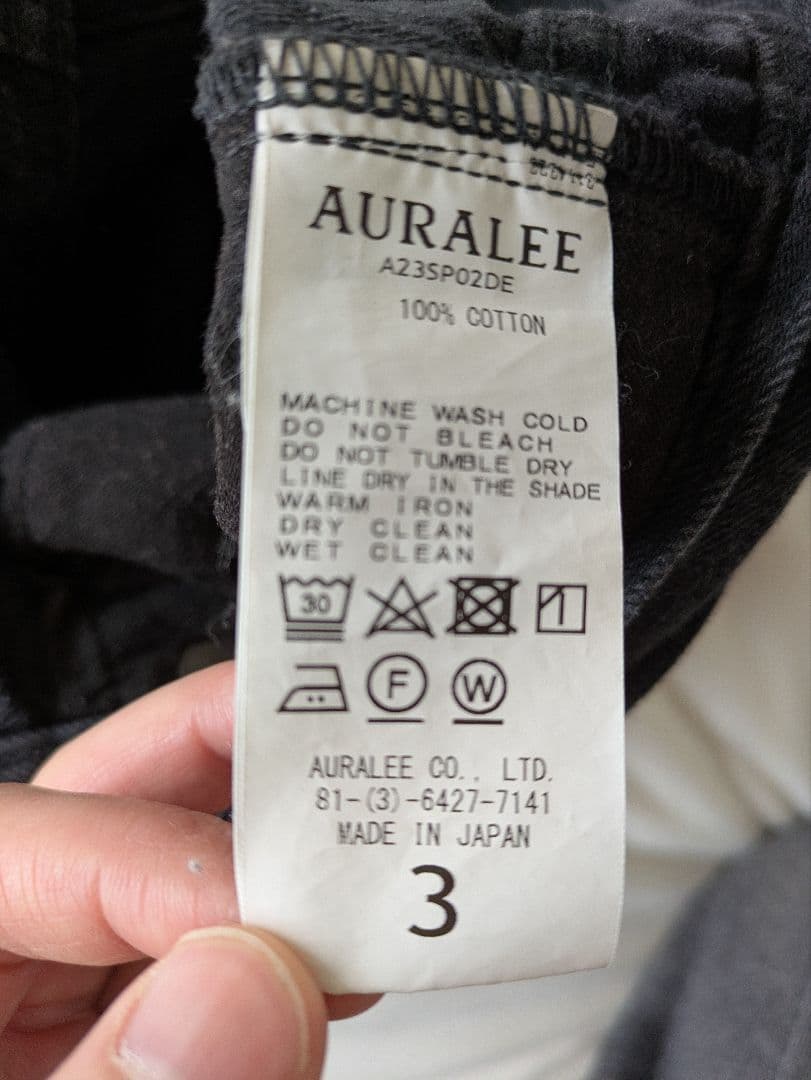 AURALEE
A23SP02DE
100% COTTON
MACHINE WASH COLD
DO NOT BLEACH
DO NOT TUMBLE DRY
LINE DRY IN THE SHADE
WARM IRON
DRY CLEAN
WET CLEAN
30
F W
AURALEE CO., LTD.
81-(3)-6427-7141
MADE IN JAPAN
3